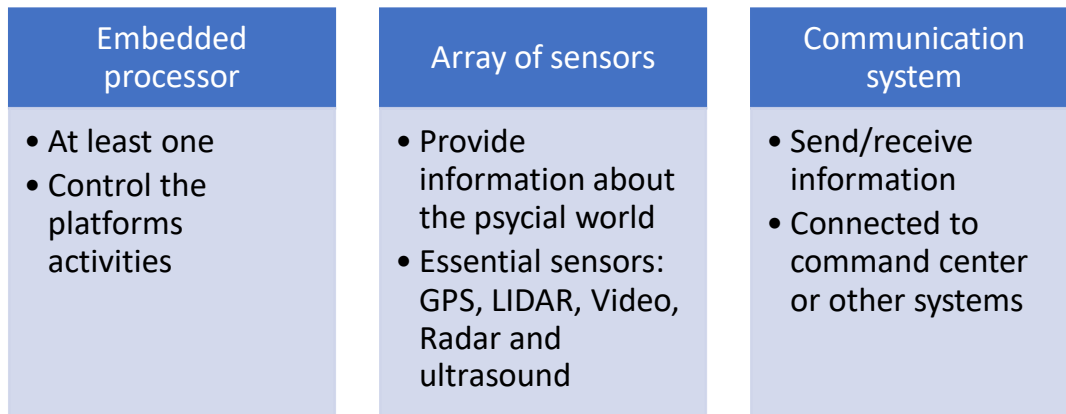 Embedded
processor
• At least one
• Control the
platforms
activities
Array of sensors
• Provide
information about
the psycial world
• Essential sensors:
GPS, LIDAR, Video,
Radar and
ultrasound
Communication
system
• Send/receive
information
• Connected to
command center
or other systems